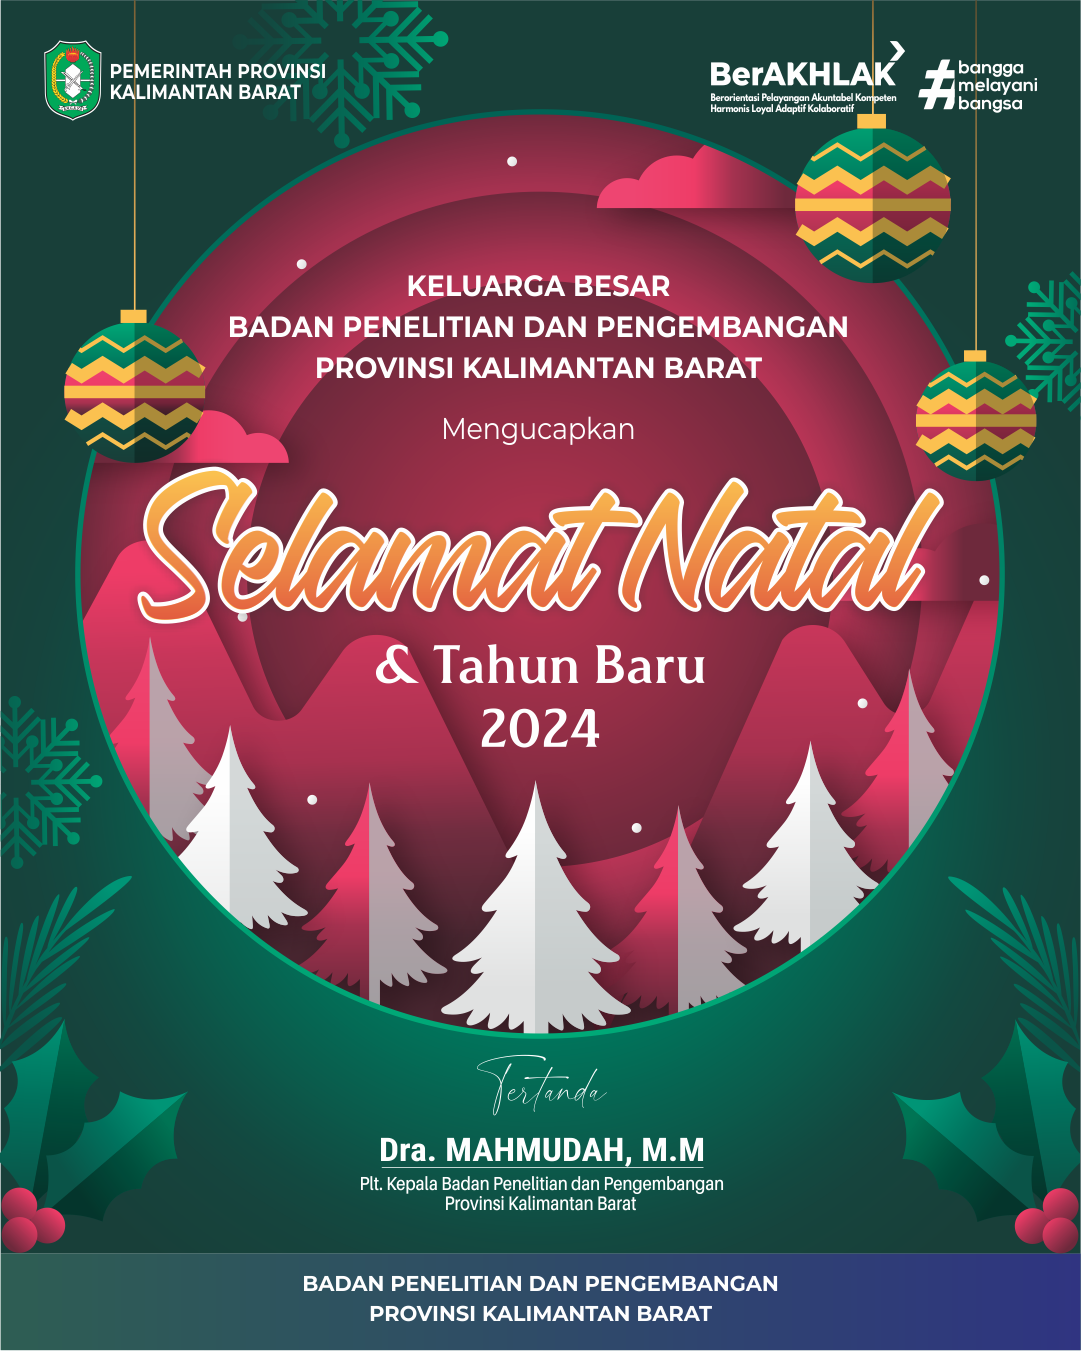 PEMERINTAH PROVINSI
KALIMANTAN BARAT
BerAKHLAK
Berorientasi Pelayanan Akuntabel Kompeten
Harmonis Loyal Adaptif Kolaboratif
#bangga
melayani
bangsa
KELUARGA BESAR
BADAN PENELITIAN DAN PENGEMBANGAN
PROVINSI KALIMANTAN BARAT
Mengucapkan
Selamat Natal
& Tahun Baru
2024
Tertanda
Dra. MAHMUDAH, M.M
Plt. Kepala Badan Penelitian dan Pengembangan
Provinsi Kalimantan Barat
BADAN PENELITIAN DAN PENGEMBANGAN
PROVINSI KALIMANTAN BARAT